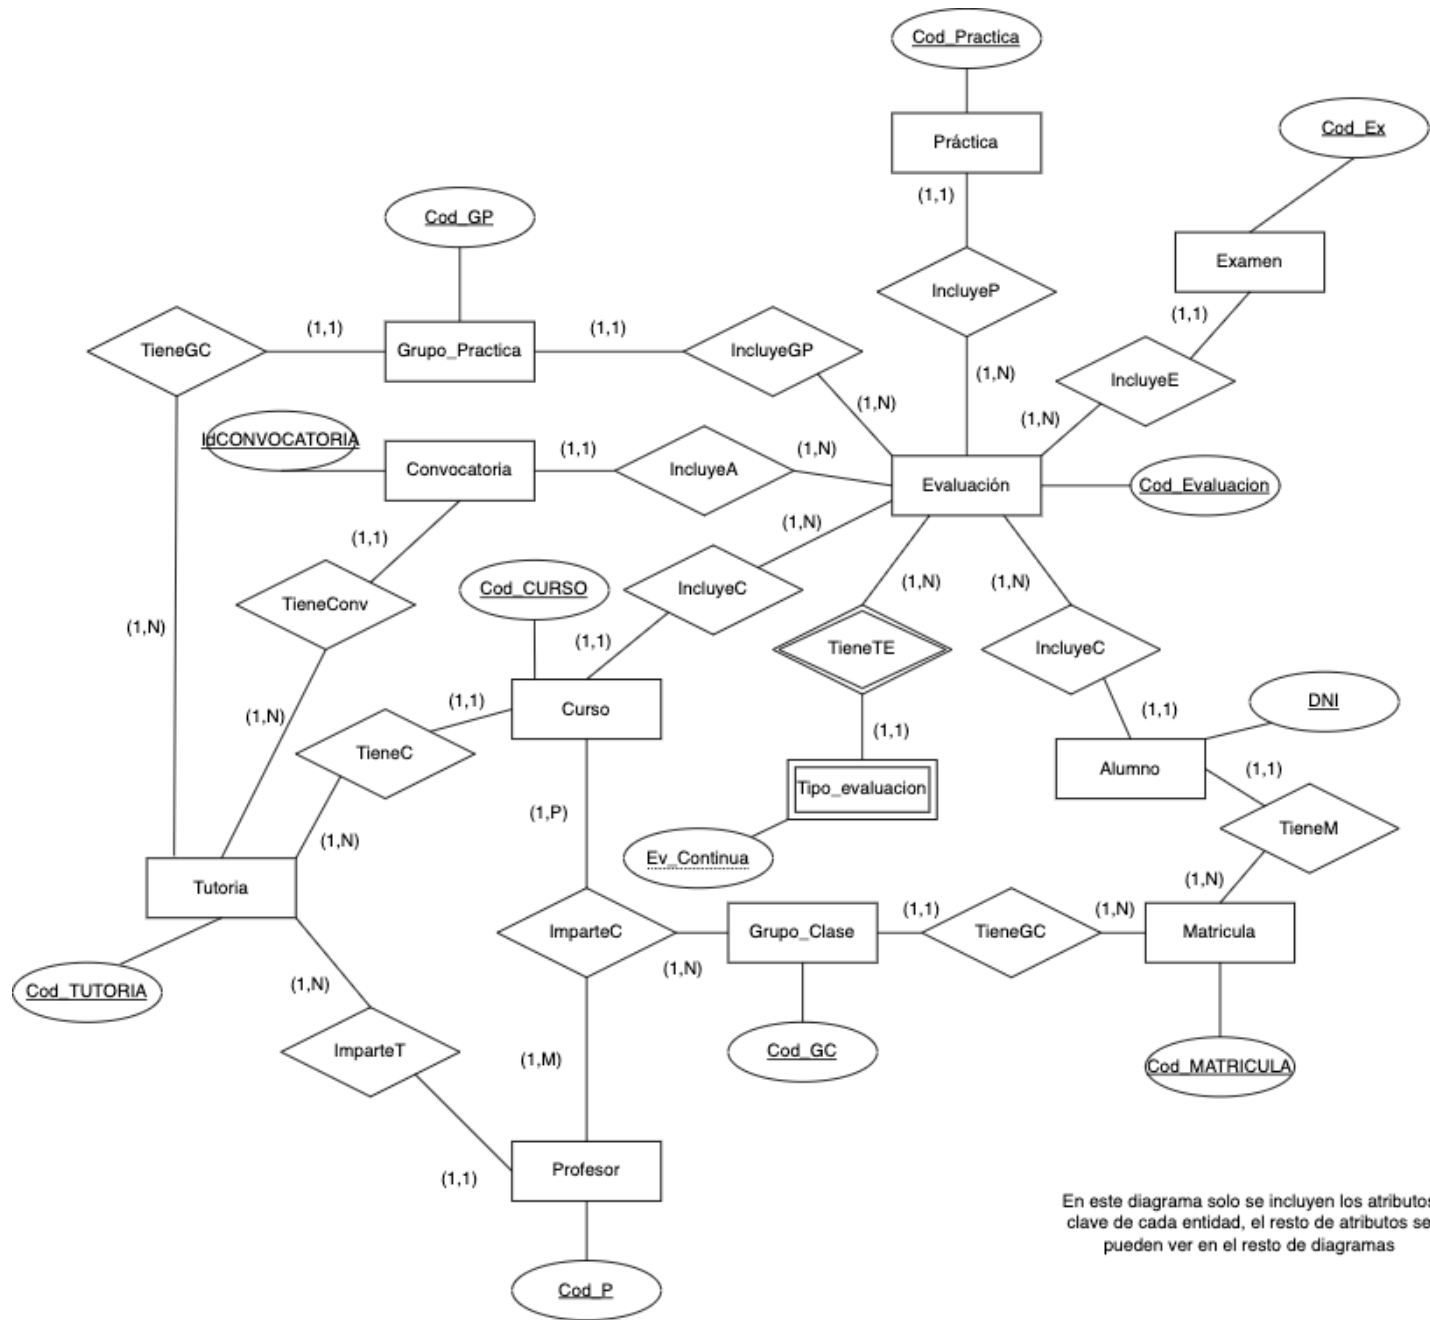 Cod_Practica
Práctica
Cod_Ex
(1,1)
Cod_GP
Examen
IncluyeP
(1,1)
TieneGC
(1,1)
Grupo_Practica
(1,1)
IncluyeGP
(1,N)
IncluyeE
(1,N)
(1,N)
IdCONVOCATORIA
Convocatoria
(1,1)
IncluyeA
(1,N)
Evaluación
Cod_Evaluacion
(1,N)
(1,1)
TieneConv
Cod_CURSO
IncluyeC
(1,N)
(1,N)
(1,N)
(1,1)
TieneTE
IncluyeC
(1,N)
(1,1)
Curso
DNI
TieneC
(1,1)
(1,1)
Alumno
(1,1)
Tipo_evaluacion
(1,N)
(1,P)
TieneM
Ev_Continua
Tutoria
(1,N)
ImparteC
(1,N)
Grupo_Clase
(1,1)
TieneGC
(1,N)
Matricula
Cod_TUTORIA
(1,N)
ImparteT
(1,M)
Cod_GC
Cod_MATRICULA
(1,1)
Profesor
En este diagrama solo se incluyen los atributos
clave de cada entidad, el resto de atributos se
pueden ver en el resto de diagramas
Cod_P